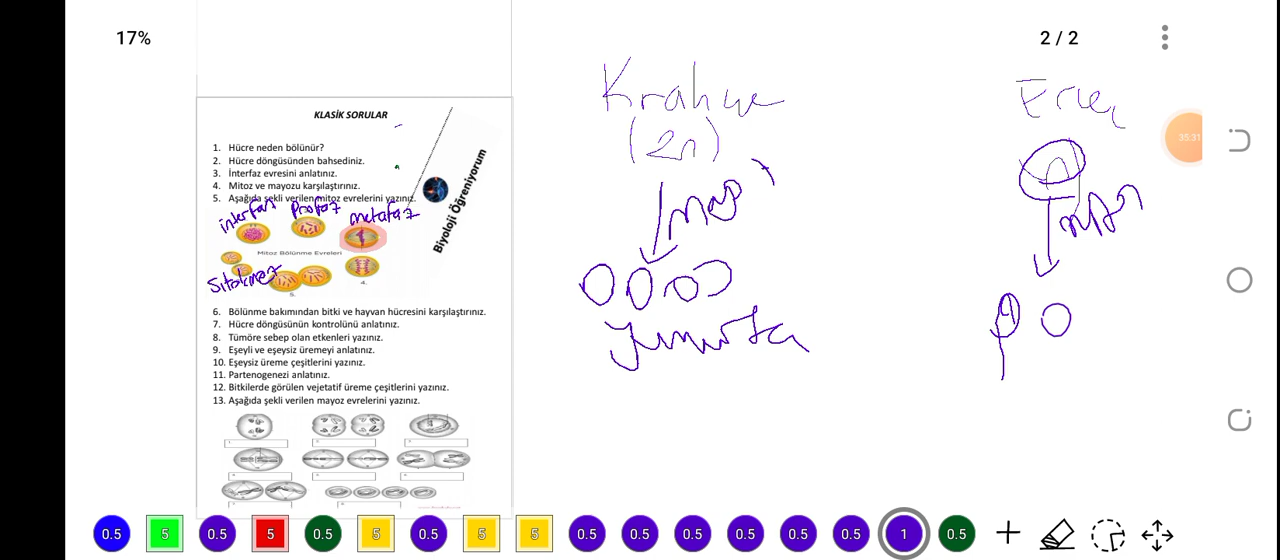 17%
2 / 2
KLASİK SORULAR
1. Hücre neden bölünür?
2. Hücre döngüsünden bahsediniz.
3. İnterfaz evresini anlatınız.
4. Mitoz ve mayozu karşılaştırınız.
5. Aşağıda şekli verilen mitoz evrelerini yazınız.
Biyoloji Öğreniyorum
interfaz
Profaz
metafaz
Mitoz Bölünme Evreleri
Sitokinez
5.
4.
6. Bölünme bakımından bitki ve hayvan hücresini karşılaştırınız.
7. Hücre döngüsünün kontrolünü anlatınız.
8. Tümöre sebep olan etkenleri yazınız.
9. Eşeyli ve eşeysiz üremeyi anlatınız.
10. Eşeysiz üreme çeşitlerini yazınız.
11. Partenogenezi anlatınız.
12. Bitkilerde görülen vejetatif üreme çeşitlerini yazınız.
13. Aşağıda şekli verilen mayoz evrelerini yazınız.
(2n)
yumurta
n
35:31
0.5 5 0.5 5 0.5 5 0.5 5 5 0.5 0.5 0.5 0.5 0.5 0.5 1 0.5